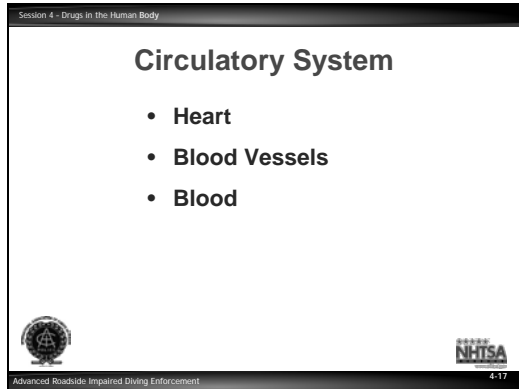 Session 4 - Drugs in the Human Body
Circulatory System
• Heart
• Blood Vessels
• Blood
NHTSA
Advanced Roadside Impaired Diving Enforcement
4-17